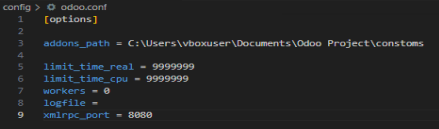 config > odoo.conf
1 [options]
2
3 addons_path = C:\Users\vboxuser\Documents\Odoo Project\constoms
4
5 limit_time_real = 9999999
6 limit_time_cpu = 9999999
7 workers = 0
8 logfile =
9 xmlrpc_port = 8080